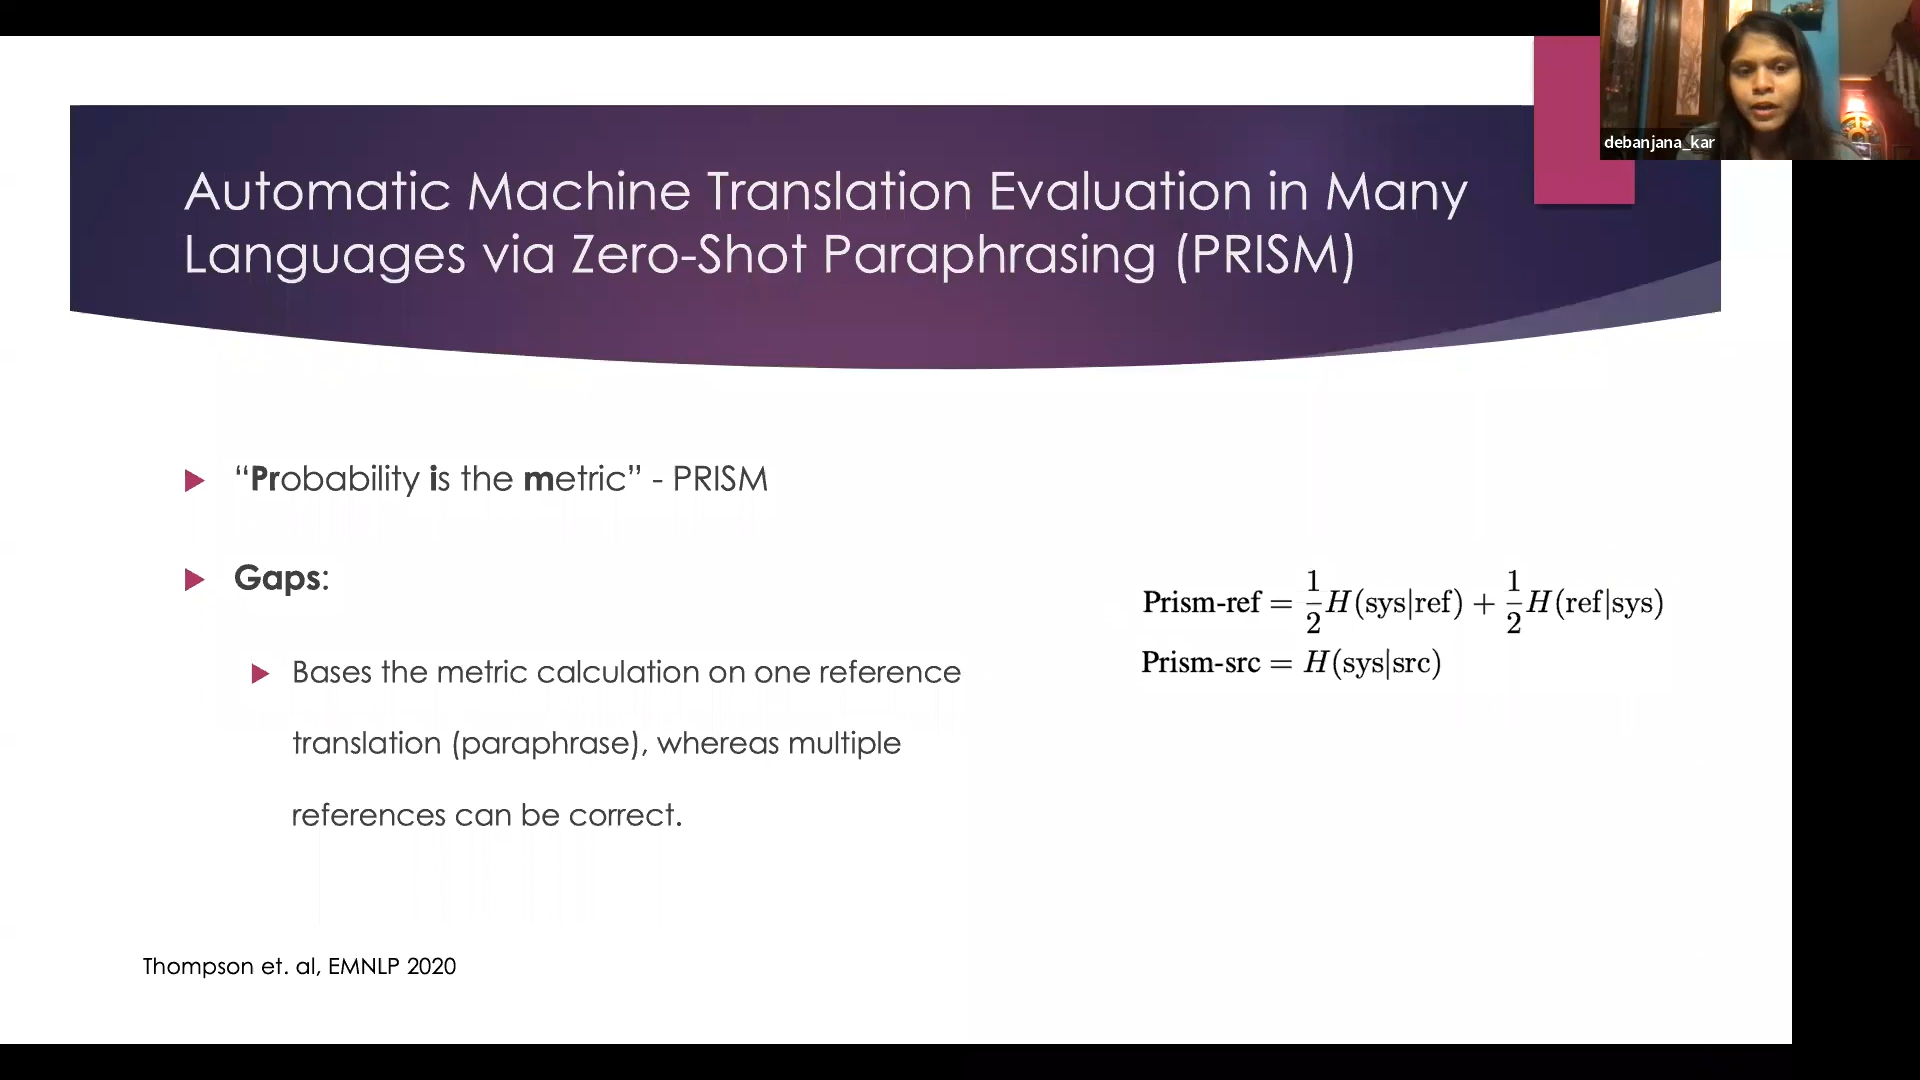 debanjana_kar
Automatic Machine Translation Evaluation in Many
Languages via Zero-Shot Paraphrasing (PRISM)
“Probability is the metric” - PRISM
Gaps:
Bases the metric calculation on one reference
translation (paraphrase), whereas multiple
references can be correct.
Prism-ref = 1/2 H(sys|ref) + 1/2 H(ref|sys)
Prism-src = H(sys|src)
Thompson et. al, EMNLP 2020